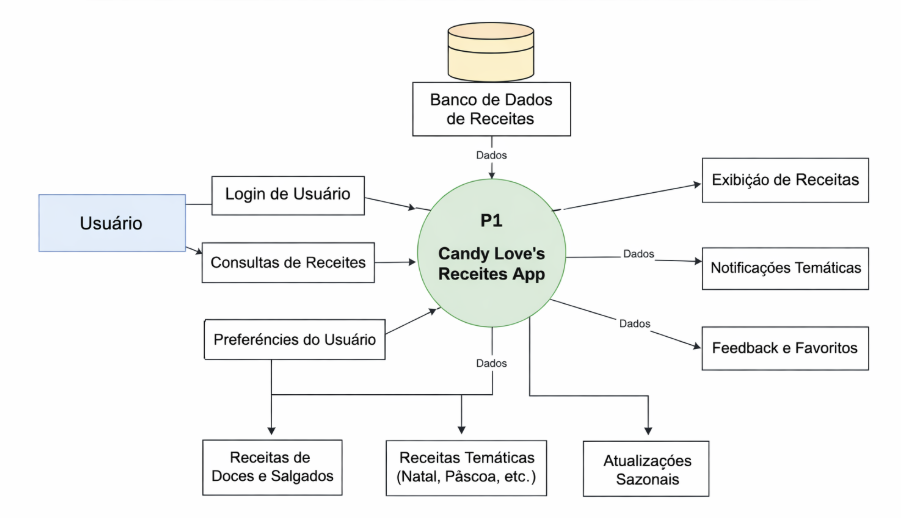 Banco de Dados
de Receitas
Dados
Usuário
Login de Usuário
Consultas de Receites
Preferéncies do Usuário
P1
Candy Love's
Receites App
Exibição de Receitas
Dados
Notificações Temáticas
Dados
Feedback e Favoritos
Dados
Receitas de
Doces e Salgados
Receitas Temáticas
(Natal, Pàscoa, etc.)
Atualizações
Sazonais